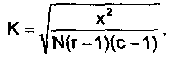 K = √(x² / N(r−1)(c−1)) .